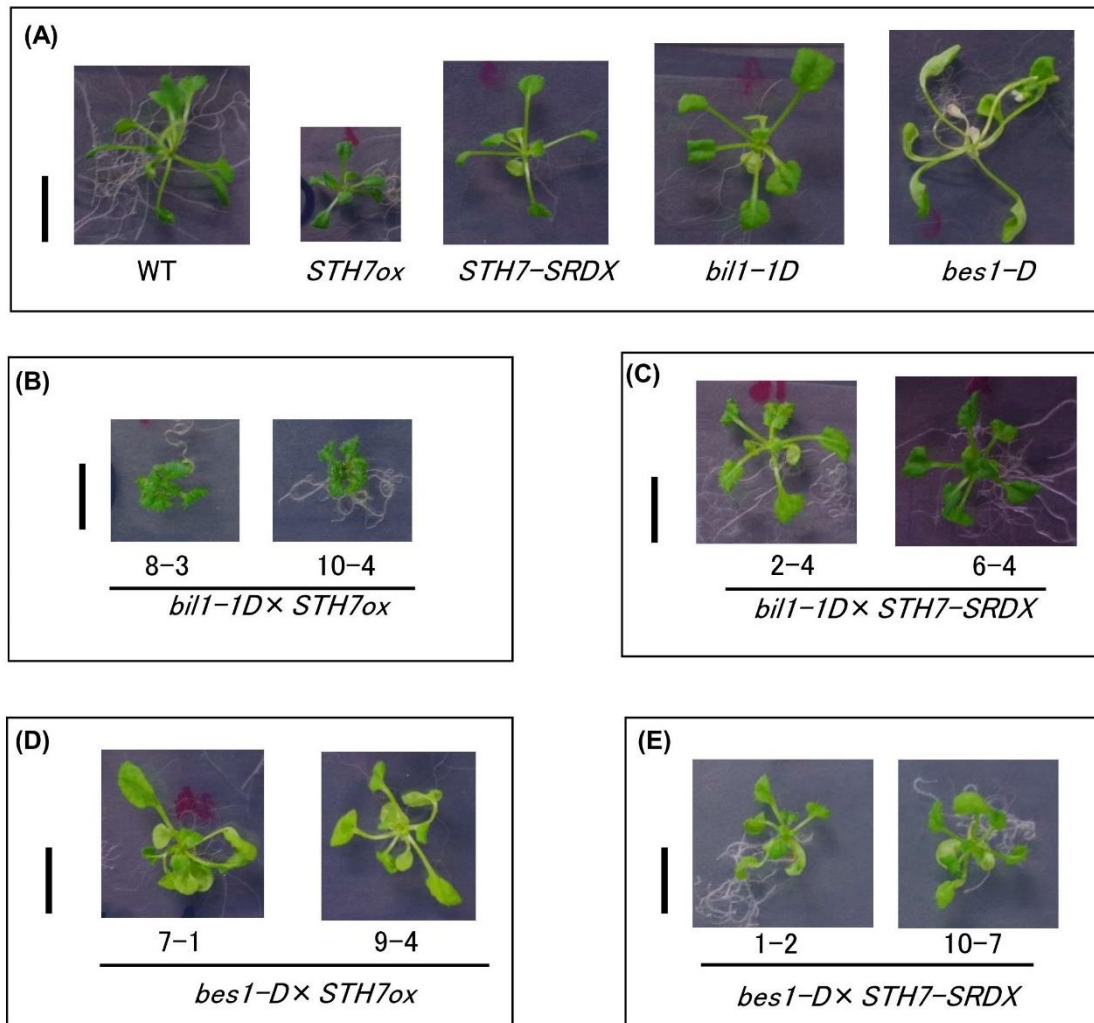 (A)
WT STH7ox STH7-SRDX bil1-1D bes1-D
(B)
8-3 10-4
bil1-1D× STH7ox
(C)
2-4 6-4
bil1-1D× STH7-SRDX
(D)
7-1 9-4
bes1-D× STH7ox
(E)
1-2 10-7
bes1-D× STH7-SRDX